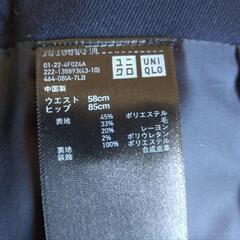 01-22-4F024A
222-138893(43-10)
464-081A-7LB
ユニクロ
UNIQLO
中国製
ウエスト 58cm
ヒップ 85cm
表地 45% ポリエステル
33% 毛
20% レーヨン
2% ポリウレタン
裏地 100% ポリエステル
装飾 合成皮革